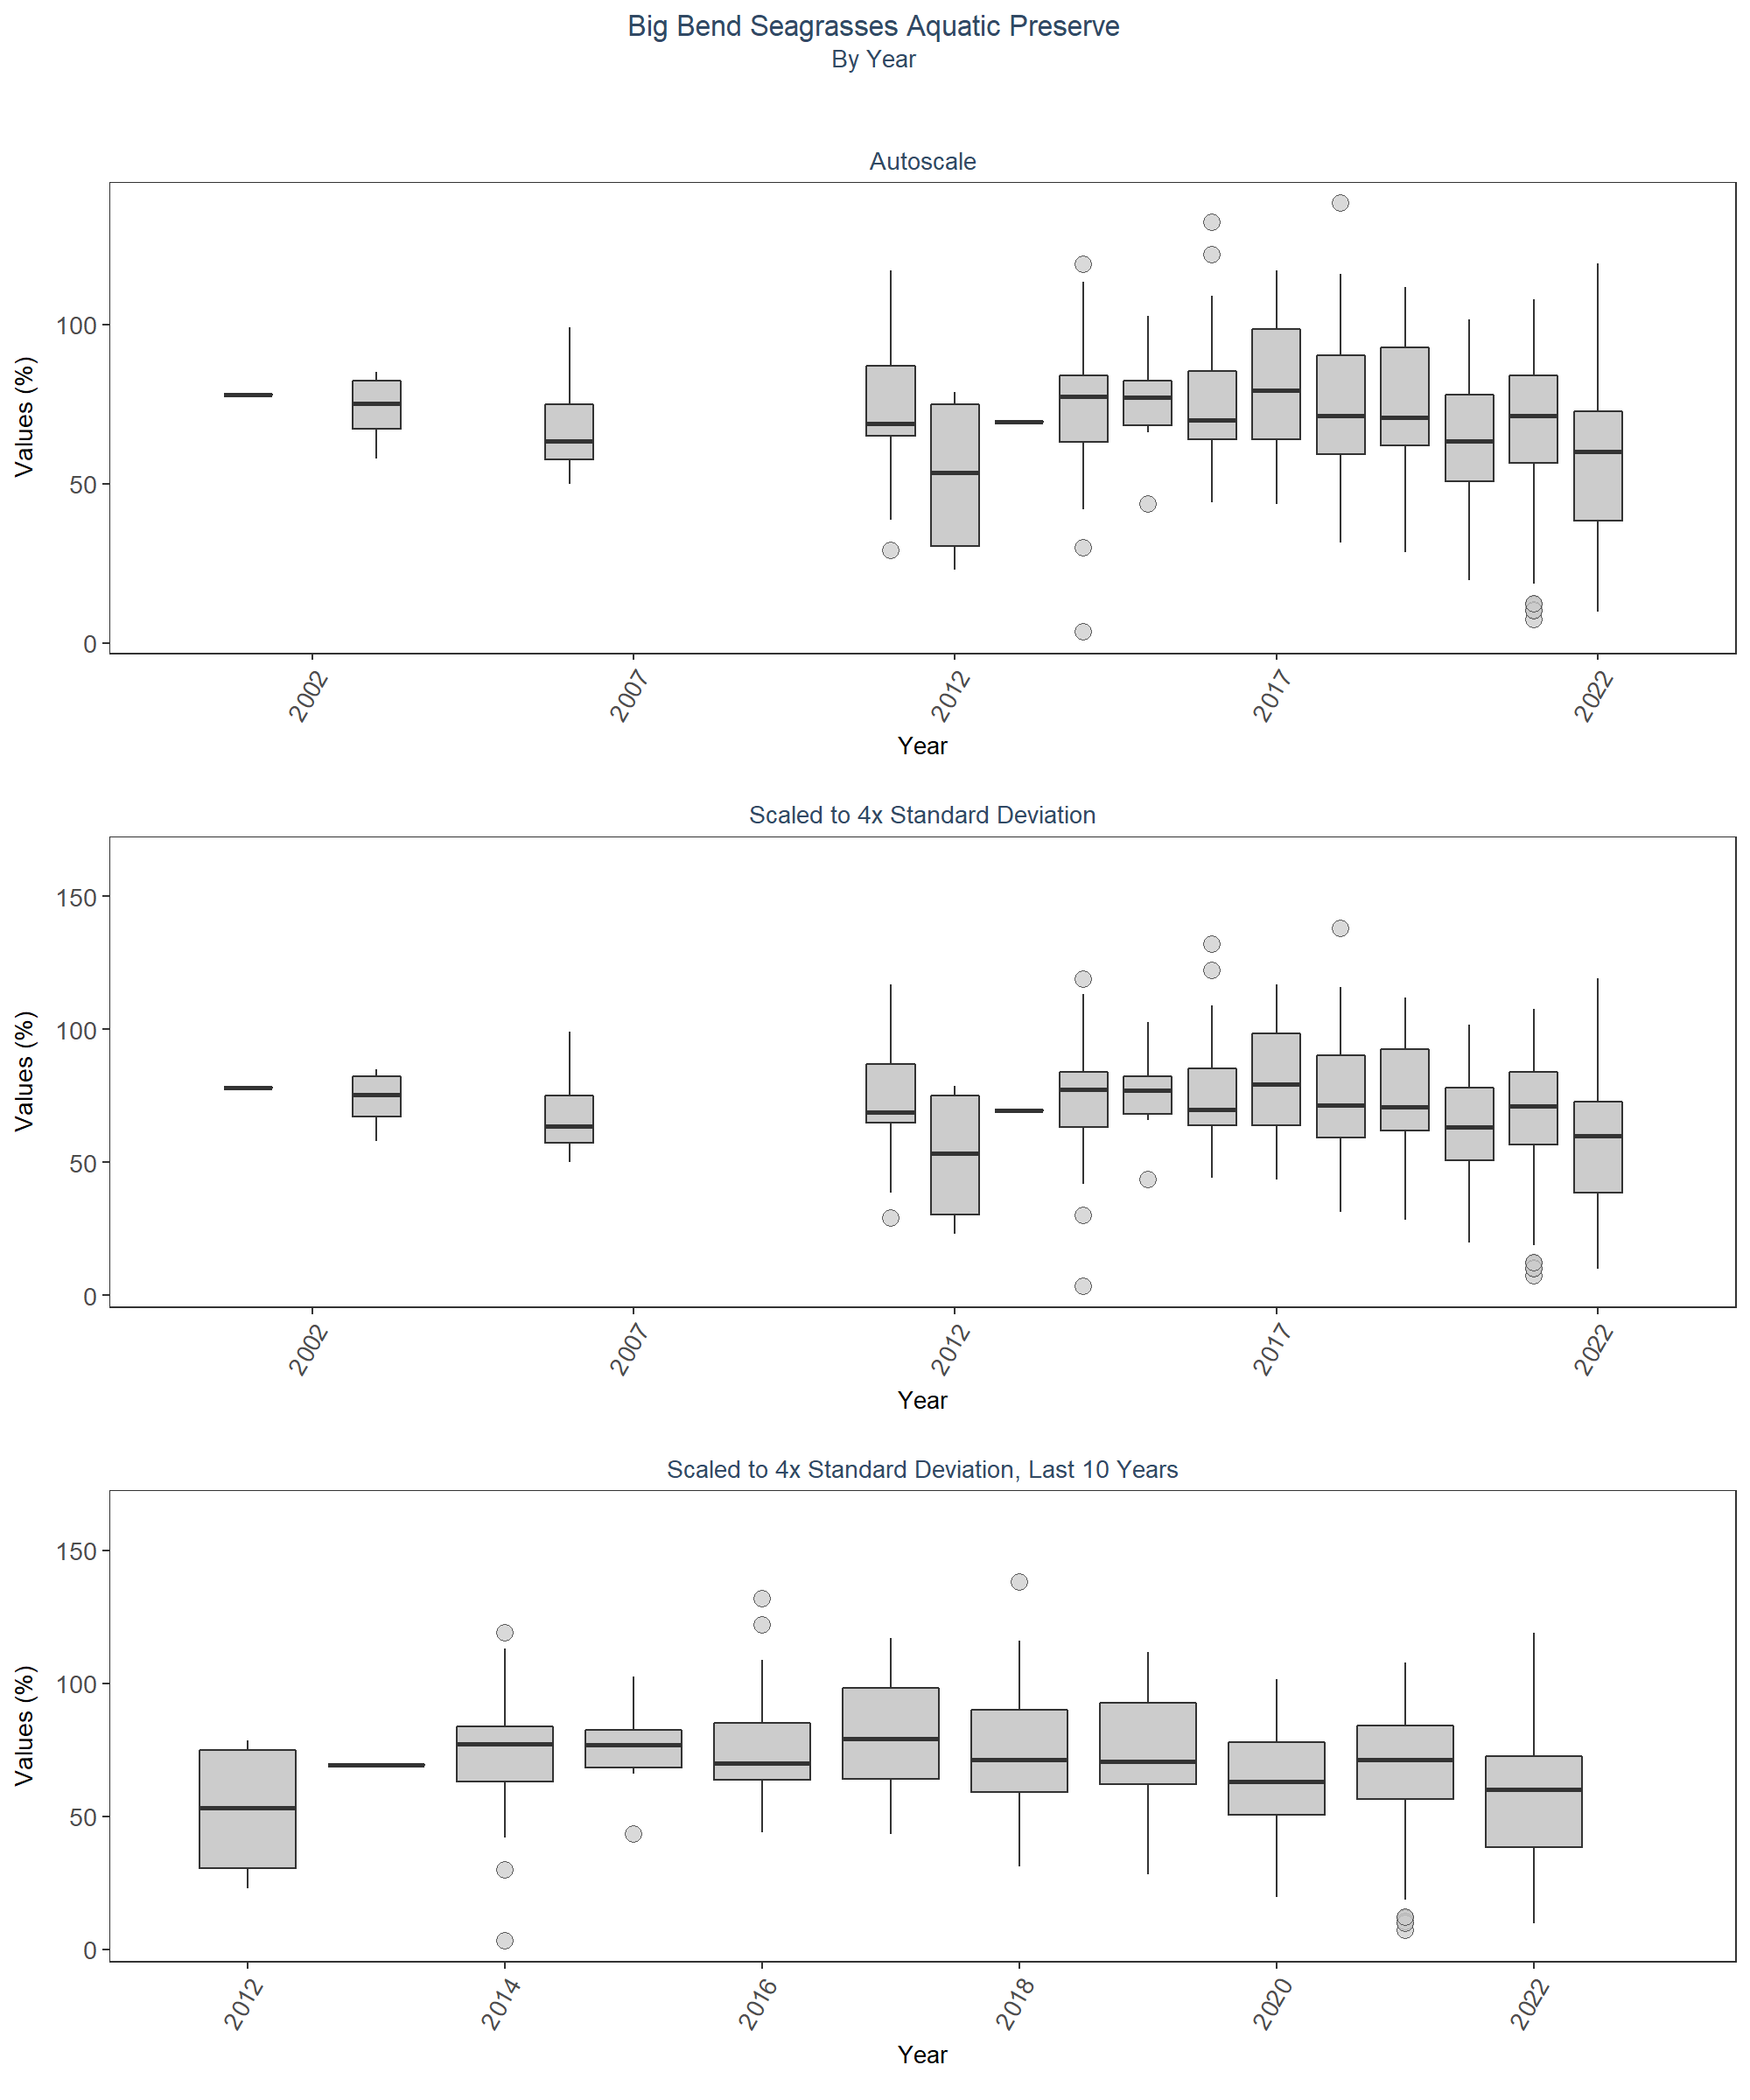 Big Bend Seagrasses Aquatic Preserve
By Year
Autoscale
Values (%)
100
50
0
2002
2007
2012
2017
2022
Year
Scaled to 4x Standard Deviation
Values (%)
150
100
50
0
2002
2007
2012
2017
2022
Year
Scaled to 4x Standard Deviation, Last 10 Years
Values (%)
150
100
50
0
2012
2014
2016
2018
2020
2022
Year